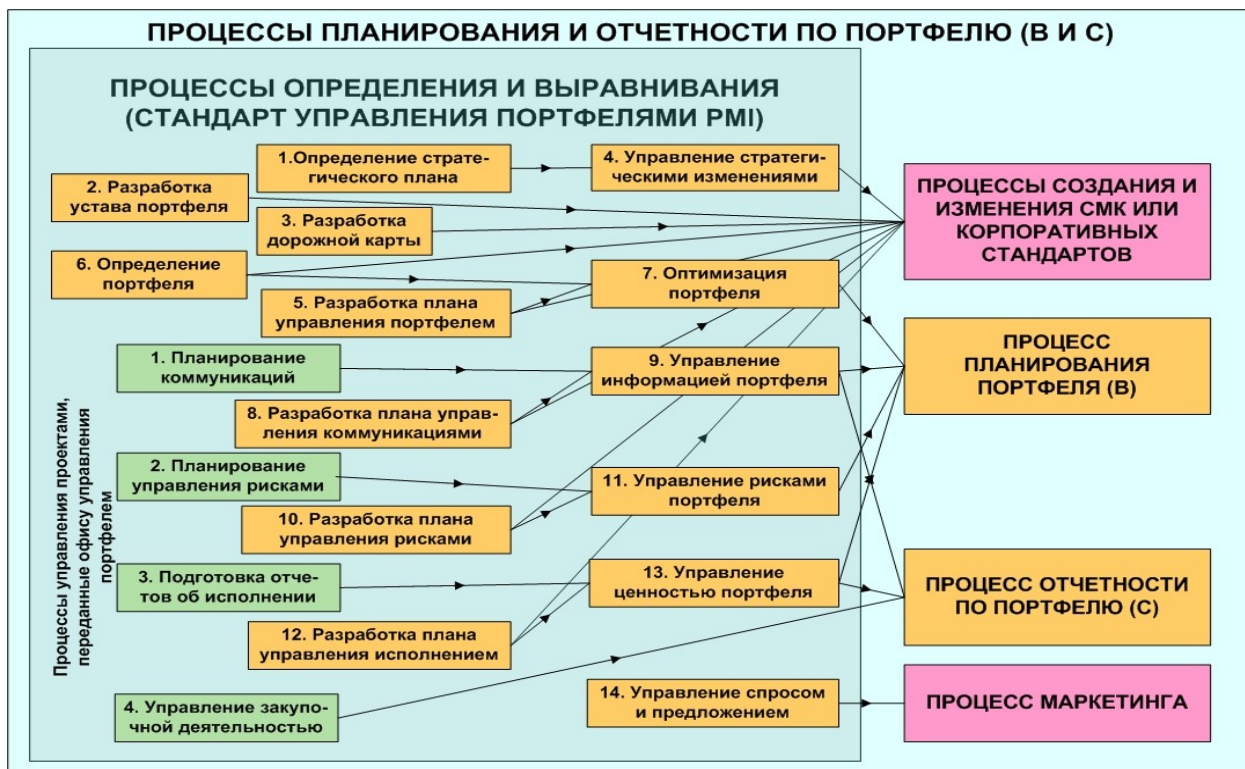 ПРОЦЕССЫ ПЛАНИРОВАНИЯ И ОТЧЕТНОСТИ ПО ПОРТФЕЛЮ (В И С)
ПРОЦЕССЫ ОПРЕДЕЛЕНИЯ И ВЫРАВНИВАНИЯ
(СТАНДАРТ УПРАВЛЕНИЯ ПОРТФЕЛЯМИ PMI)
1.Определение страте-
гического плана
4. Управление стратеги-
ческими изменениями
2. Разработка
устава портфеля
3. Разработка
дорожной карты
6. Определение
портфеля
5. Разработка плана
управления портфелем
7. Оптимизация
портфеля
1. Планирование
коммуникаций
9. Управление
информацией портфеля
8. Разработка плана управ-
ления коммуникациями
2. Планирование
управления рисками
11. Управление рисками
портфеля
10. Разработка плана
управления рисками
3. Подготовка отче-
тов об исполнении
13. Управление
ценностью портфеля
12. Разработка плана
управления исполнением
4. Управление закупо-
чной деятельностью
14. Управление спросом
и предложением
Процессы управления проектами,
переданные офису управления
портфелем
ПРОЦЕССЫ СОЗДАНИЯ И
ИЗМЕНЕНИЯ СМК ИЛИ
КОРПОРАТИВНЫХ
СТАНДАРТОВ
ПРОЦЕСС
ПЛАНИРОВАНИЯ
ПОРТФЕЛЯ (В)
ПРОЦЕСС ОТЧЕТНОСТИ
ПО ПОРТФЕЛЮ (С)
ПРОЦЕСС МАРКЕТИНГА